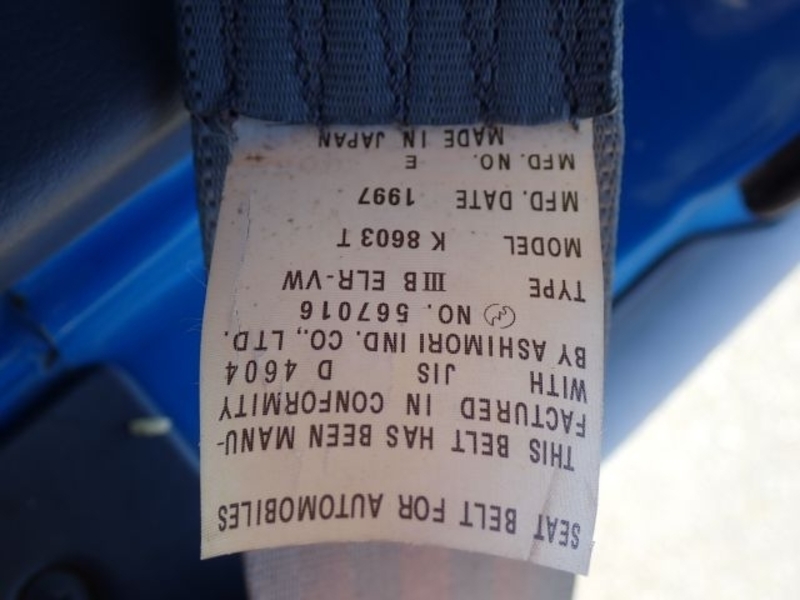 SEAT BELT FOR AUTOMOBILES
THIS BELT HAS BEEN MANU-
FACTURED IN CONFORMITY
WITH JIS D 4604
BY ASHIMORI IND. CO., LTD.
NO. 567016
TYPE III B ELR-VW
MODEL K 8603 T
MFD. DATE 1997
MFD. NO. E
MADE IN JAPAN